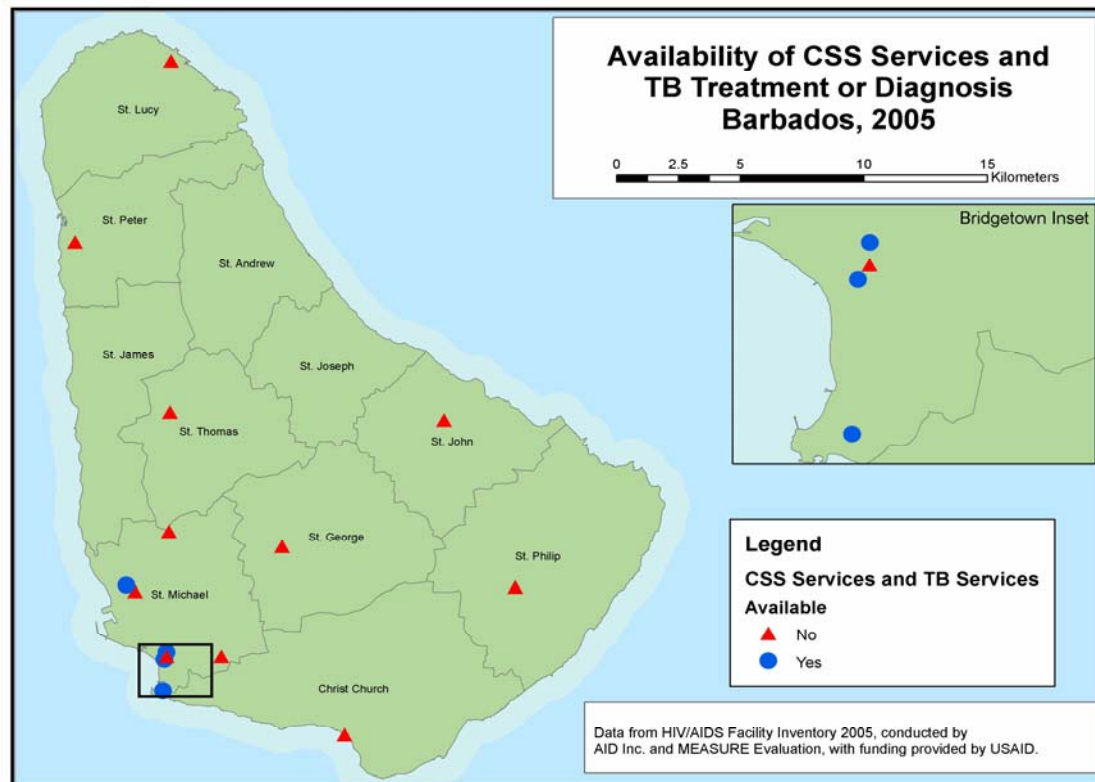 Availability of CSS Services and
TB Treatment or Diagnosis
Barbados, 2005
0 2.5 5 10 15
Kilometers
Bridgetown Inset
St. Lucy
St. Peter
St. Andrew
St. James
St. Joseph
St. Thomas
St. John
St. George
St. Philip
St. Michael
Christ Church
Legend
CSS Services and TB Services
Available
No
Yes
Data from HIV/AIDS Facility Inventory 2005, conducted by
AID Inc. and MEASURE Evaluation, with funding provided by USAID.